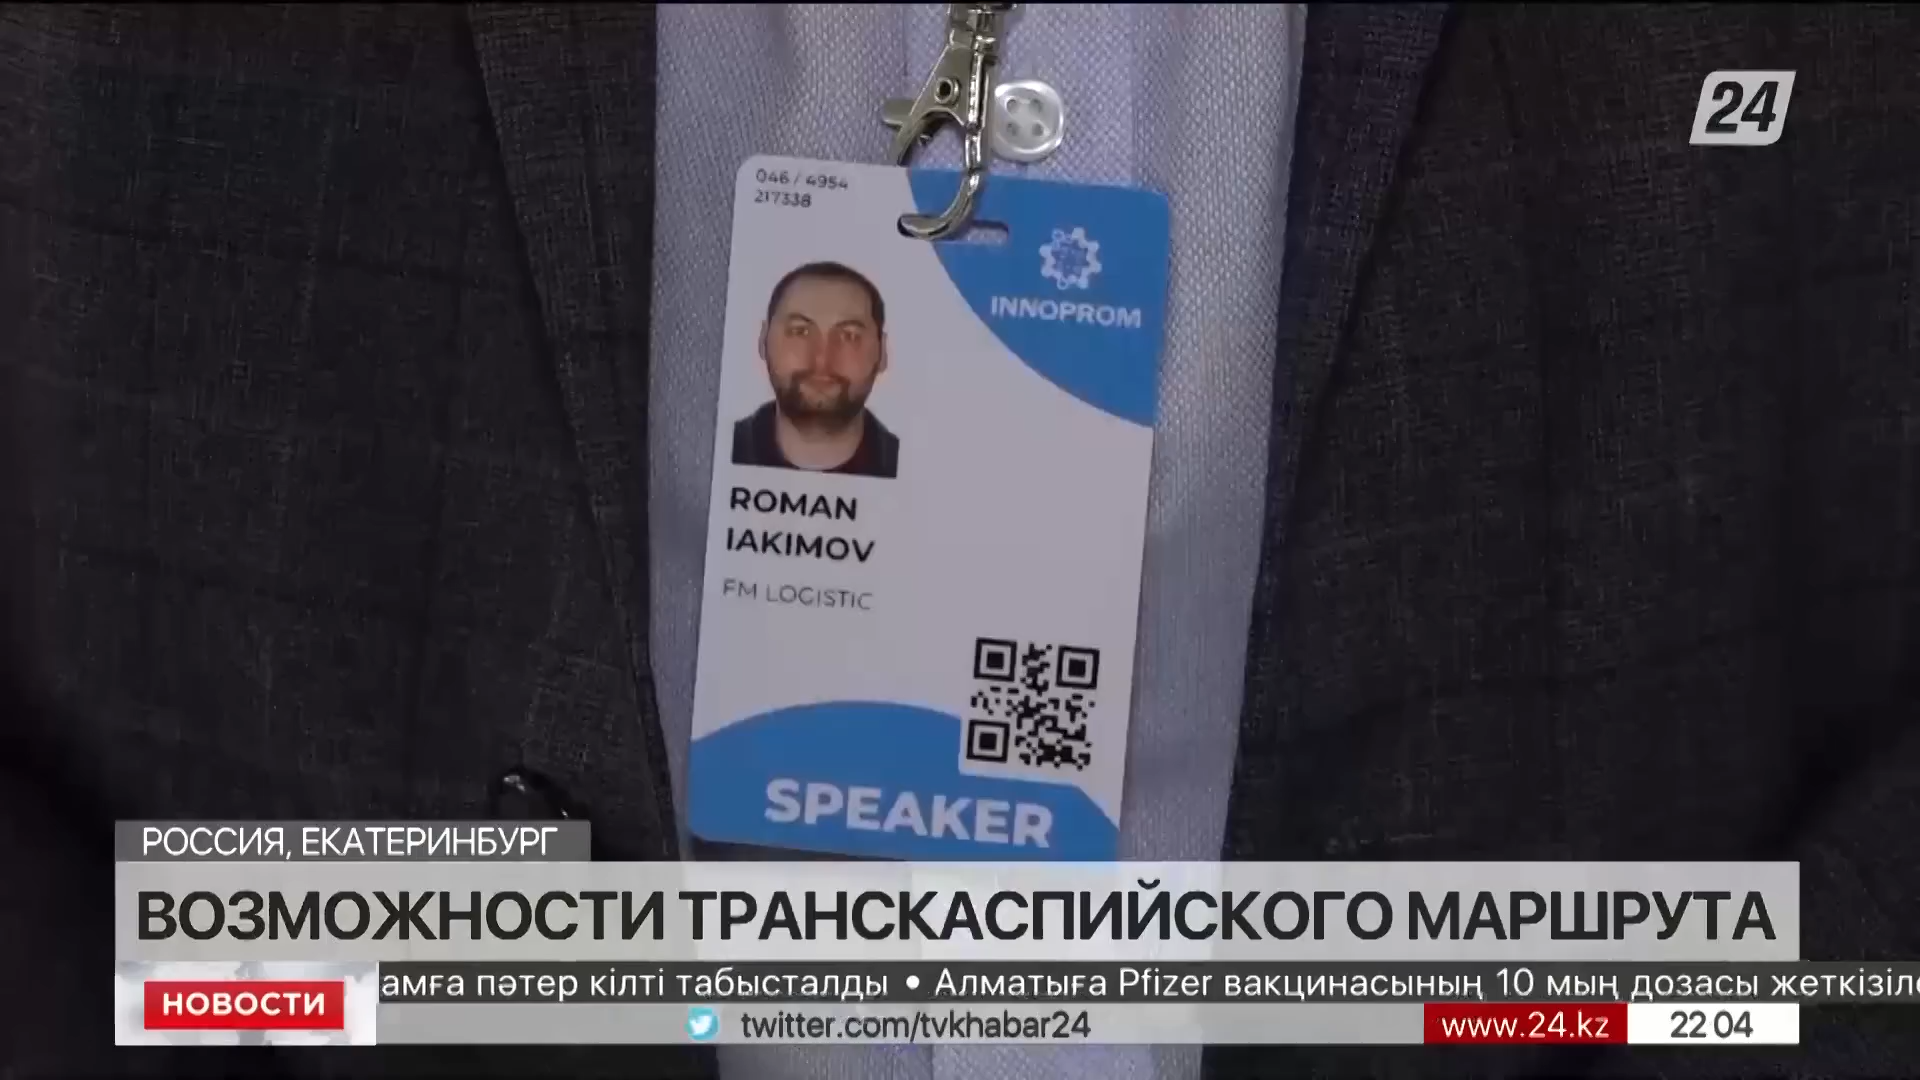 24
046 / 4954
217338
INNOPROM
ROMAN
IAKIMOV
FM LOGISTIC
SPEAKER
РОССИЯ, ЕКАТЕРИНБУРГ
ВОЗМОЖНОСТИ ТРАНСКАСПИЙСКОГО МАРШРУТА
НОВОСТИ
амға пәтер кілті табысталды • Алматыға Pfizer вакцинасының 10 мың дозасы жеткізіл
twitter.com/tvkhabar24
www.24.kz
22 04